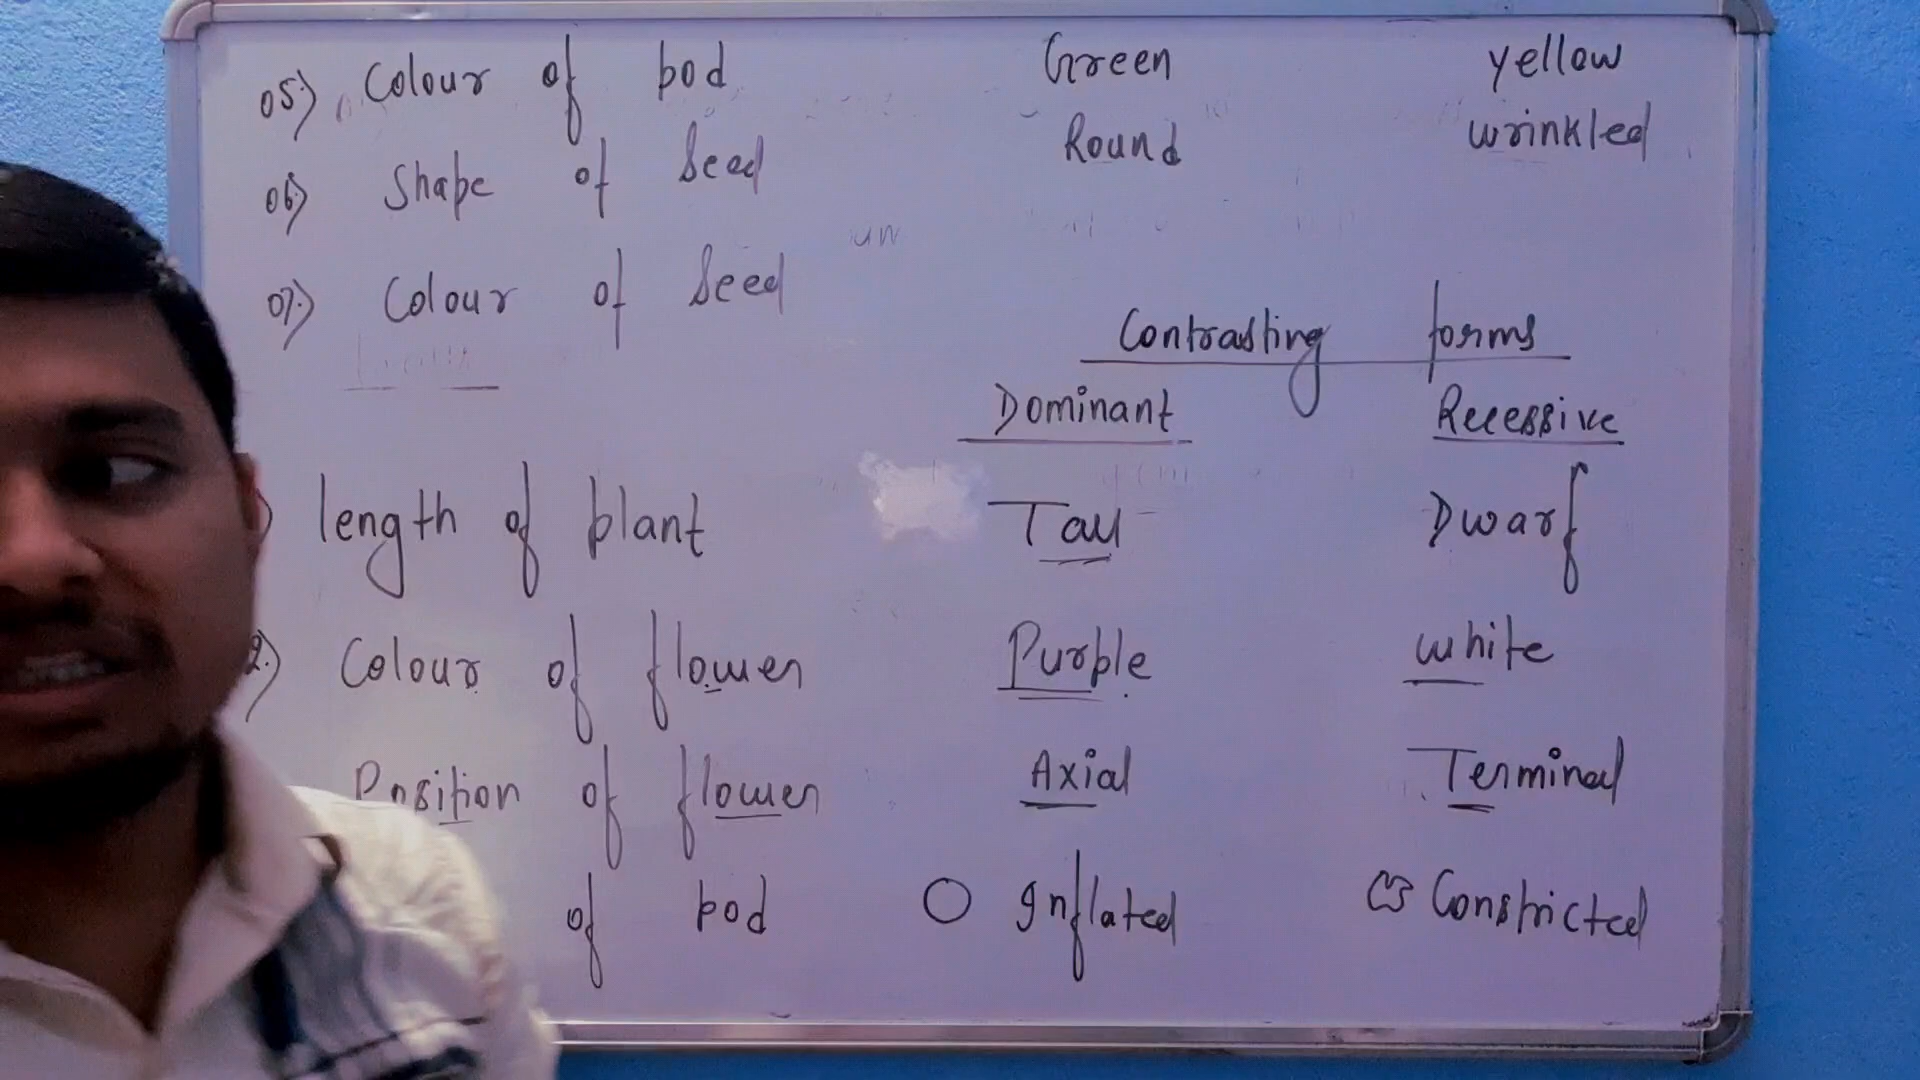 05) Colour of pod Green yellow
06) Shape of Seed Round wrinkled
07.) Colour of Seed
Contrasting forms
Dominant Recessive
) length of plant Tall Dwarf
2.) Colour of flower Purple white
Position of flower Axial Terminal
of pod Inflated Constricted